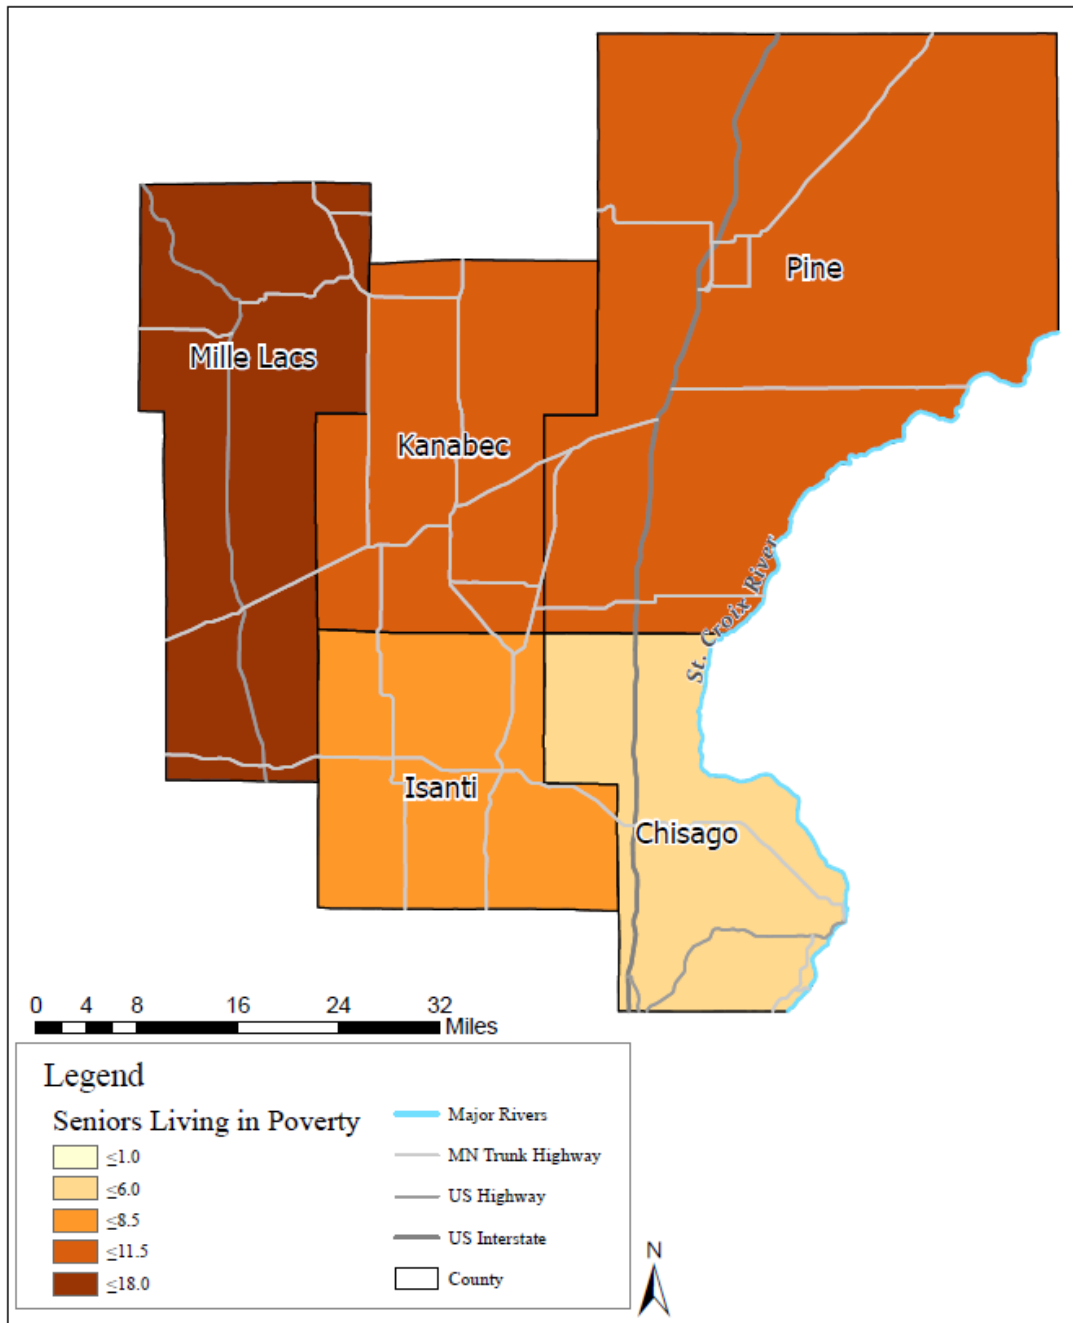 Pine
Mille Lacs
Kanabec
St. Croix River
Isanti
Chisago
0 4 8 16 24 32
Miles
Legend
Seniors Living in Poverty
≤1.0
≤6.0
≤8.5
≤11.5
≤18.0
Major Rivers
MN Trunk Highway
US Highway
US Interstate
County
N